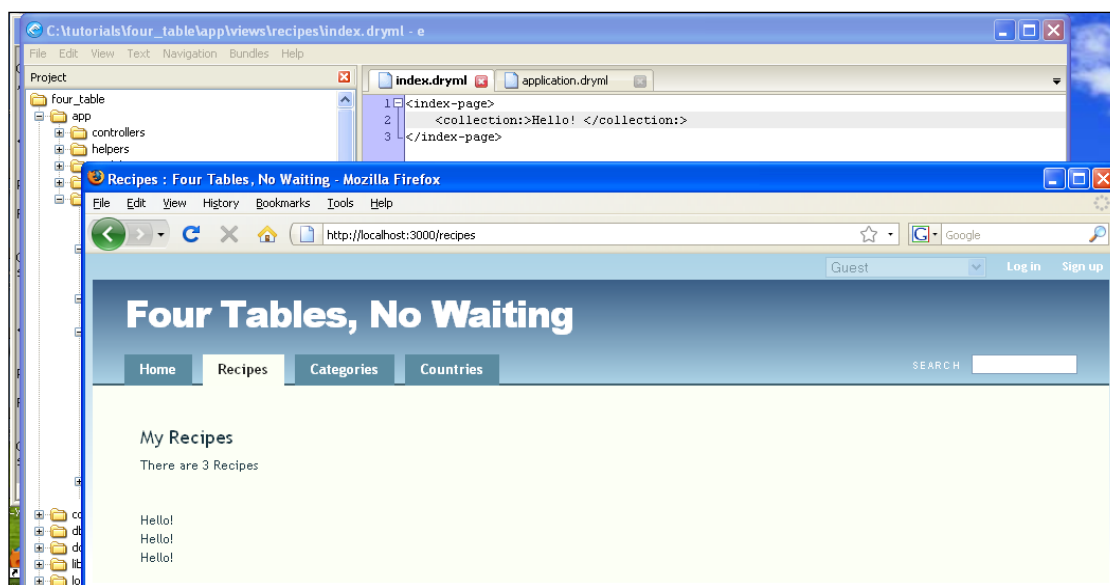 C:\tutorials\four_table\app\views\recipes\index.dryml - e
File Edit View Text Navigation Bundles Help
Project
index.dryml application.dryml
four_table
app
controllers
helpers
1 <index-page>
2 <collection:>Hello! </collection:>
3 </index-page>
Recipes : Four Tables, No Waiting - Mozilla Firefox
File Edit View History Bookmarks Tools Help
http://localhost:3000/recipes
Google
Guest Log in Sign up
Four Tables, No Waiting
Home Recipes Categories Countries
SEARCH
My Recipes
There are 3 Recipes
Hello!
Hello!
Hello!